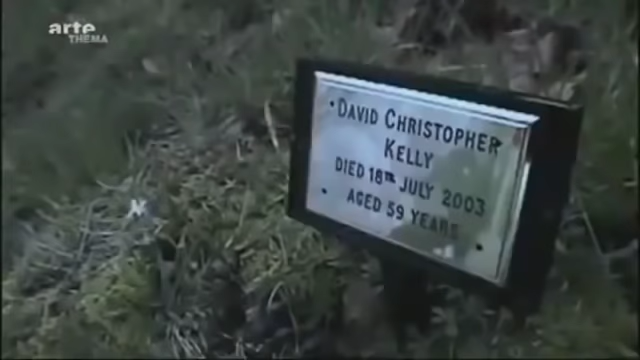 arte
THEMA
DAVID CHRISTOPHER
KELLY
DIED 18TH JULY 2003
AGED 59 YEARS